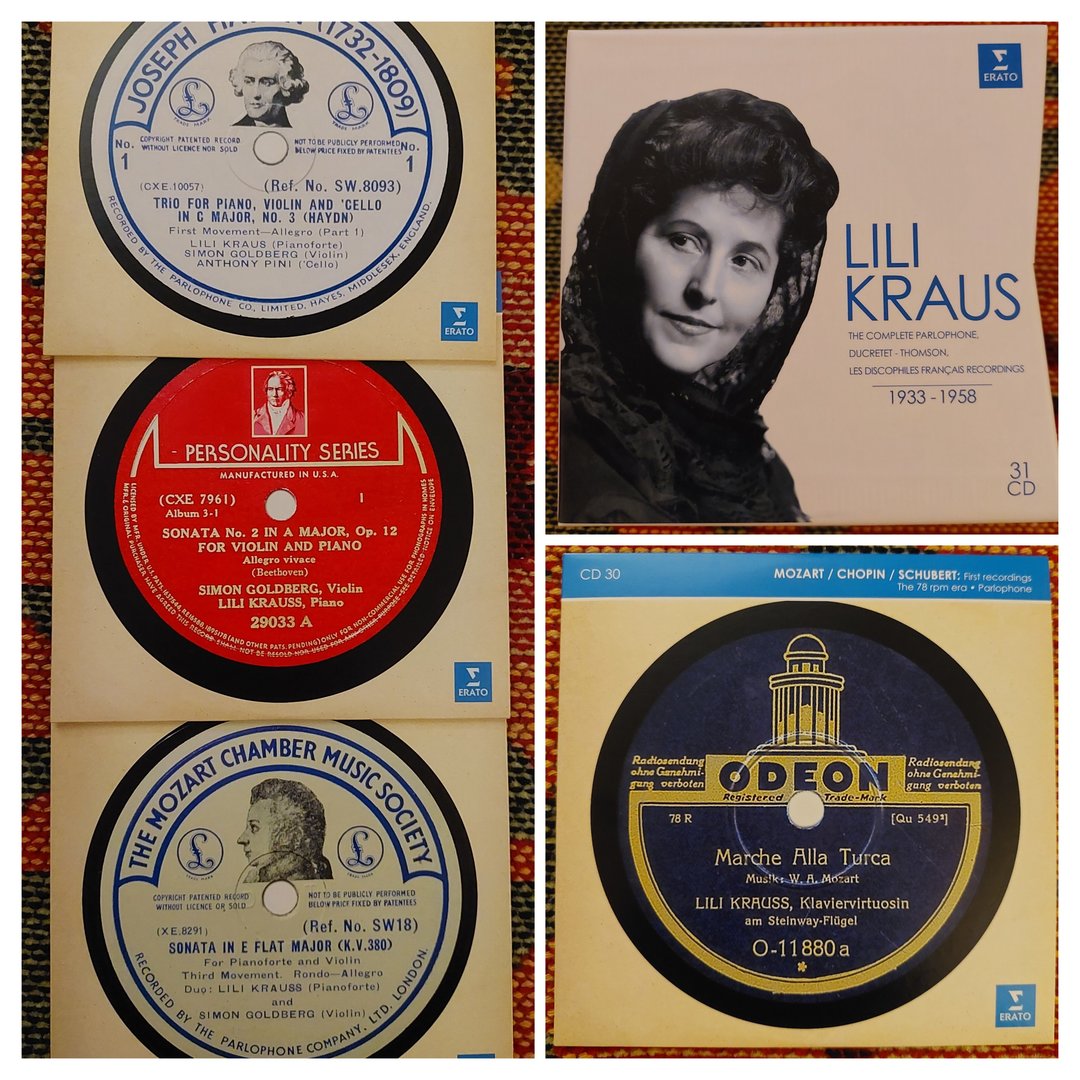 JOSEPH HAYDN (1732-1809)
£ £
TRADE MARK TRADE MARK
No. 1 COPYRIGHT PATENTED RECORD NOT TO BE PUBLICLY PERFORMED No. 1
WITHOUT LICENCE NOR SOLD BELOW PRICE FIXED BY PATENTEES
(CXE.10057) (Ref. No. SW.8093)
TRIO FOR PIANO, VIOLIN AND 'CELLO
IN C MAJOR, NO. 3 (HAYDN)
First Movement—Allegro (Part 1)
LILI KRAUS (Pianoforte)
SIMON GOLDBERG (Violin)
ANTHONY PINI ('Cello)
RECORDED BY THE PARLOPHONE CO., LIMITED, HAYES, MIDDLESEX, ENGLAND.
ERATO
- PERSONALITY SERIES
MANUFACTURED IN U.S.A.
(CXE 7961) 1
Album 3-1
SONATA No. 2 IN A MAJOR, Op. 12
FOR VIOLIN AND PIANO
Allegro vivace
(Beethoven)
SIMON GOLDBERG, Violin
LILI KRAUSS, Piano
29033 A
ERATO
THE MOZART CHAMBER MUSIC SOCIETY
£ £
TRADE MARK TRADE MARK
COPYRIGHT PATENTED RECORD NOT TO BE PUBLICLY PERFORMED
WITHOUT LICENCE OR SOLD BELOW PRICE FIXED BY PATENTEES
(XE.8291) (Ref. No. SW18)
SONATA IN E FLAT MAJOR (K.V.380)
For Pianoforte and Violin
Third Movement. Rondo—Allegro
Duo: LILI KRAUSS (Pianoforte)
and
SIMON GOLDBERG (Violin)
RECORDED BY THE PARLOPHONE COMPANY, LTD. LONDON.
ERATO
LILI
KRAUS
THE COMPLETE PARLOPHONE,
DUCRETET - THOMSON,
LES DISCOPHILES FRANÇAIS RECORDINGS
1933 - 1958
31
CD
CD 30 MOZART / CHOPIN / SCHUBERT: First recordings
The 78 rpm era • Parlophone
Radiosendung ohne Genehmi-gung verboten
ODEON
Radiosendung ohne Genehmi-gung verboten
Registered Trade-Mark
78 R [Qu 549²]
Marche Alla Turca
Musik: W. A. Mozart
LILI KRAUSS, Klaviervirtuosin
am Steinway-Flügel
O-11880 a
ERATO